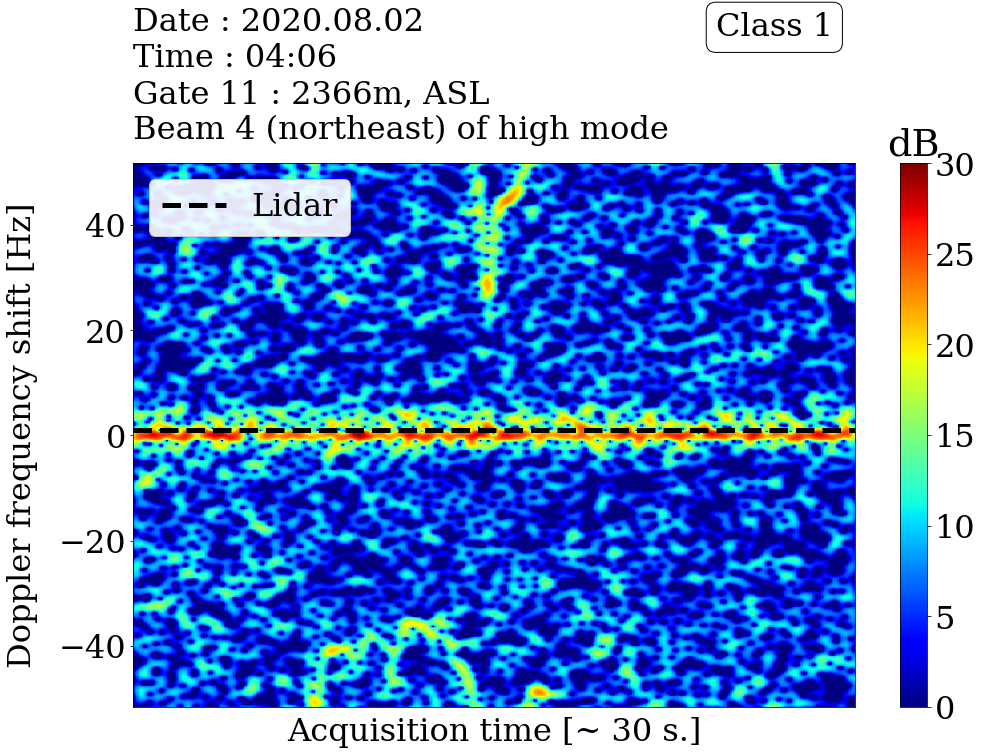 Date : 2020.08.02
Class 1
Time : 04:06
Gate 11 : 2366m, ASL
Beam 4 (northeast) of high mode
dB
Lidar
Doppler frequency shift [Hz]
40
20
0
−20
−40
Acquisition time [~ 30 s.]
30
25
20
15
10
5
0